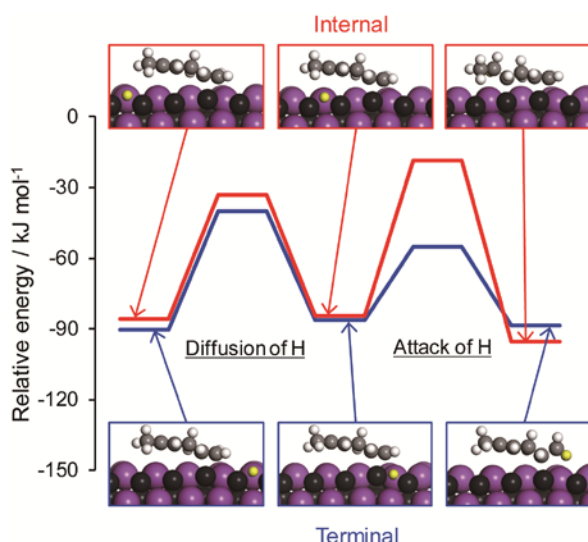 Internal
0
-30
-60
-90
-120
-150
Relative energy / kJ mol⁻¹
Diffusion of H
Attack of H
Terminal